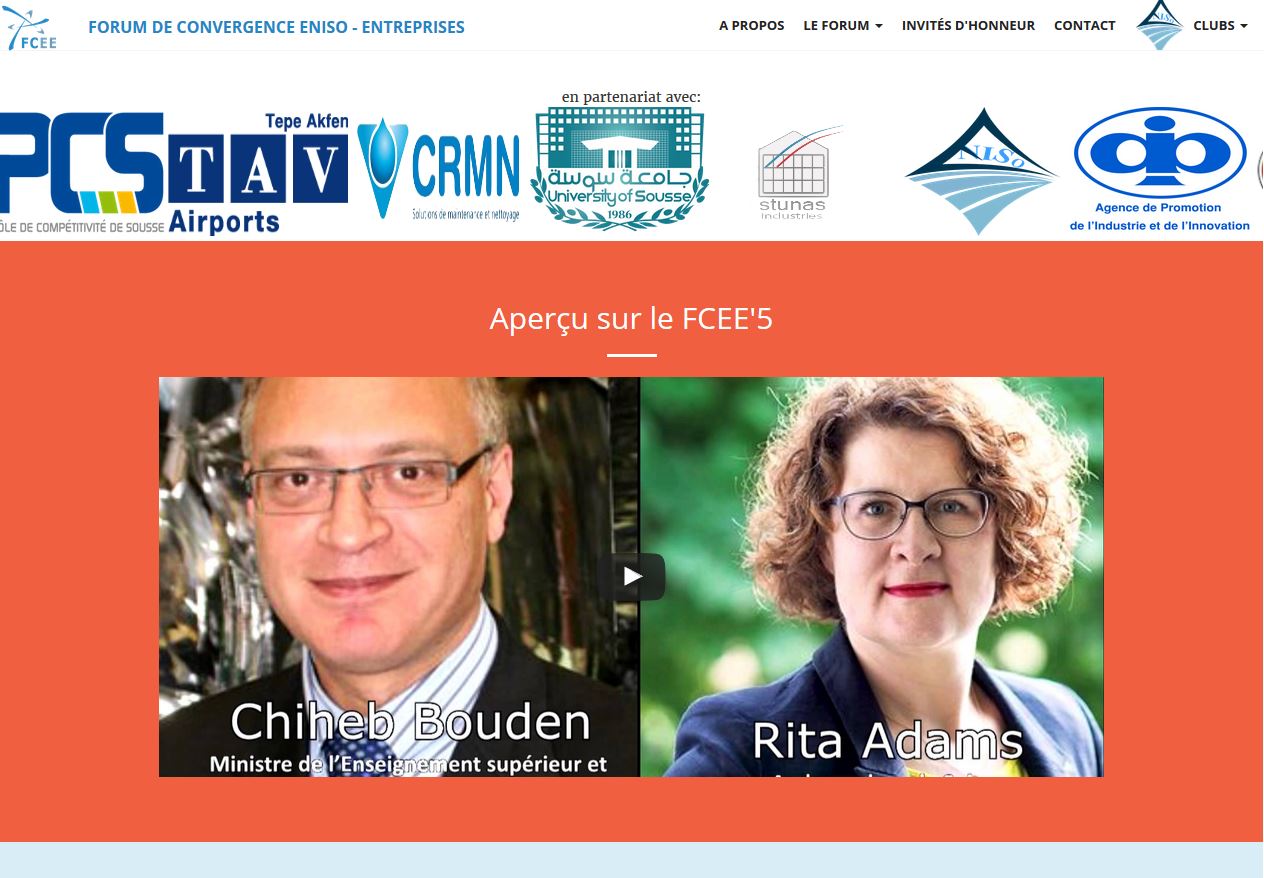 FCEE
FORUM DE CONVERGENCE ENISO - ENTREPRISES
A PROPOS
LE FORUM
INVITÉS D'HONNEUR
CONTACT
CLUBS
en partenariat avec:
PCS
ÔLE DE COMPÉTITIVITÉ DE SOUSSE
Tepe Akfen
TAV
Airports
CRMN
Solutions de maintenance et nettoyage
جامعة سوسة
University of Sousse
1986
stunas
industries
ENISo
Agence de Promotion
de l'Industrie et de l'Innovation
Aperçu sur le FCEE'5
Chiheb Bouden
Ministre de l'Enseignement supérieur et
Rita Adams